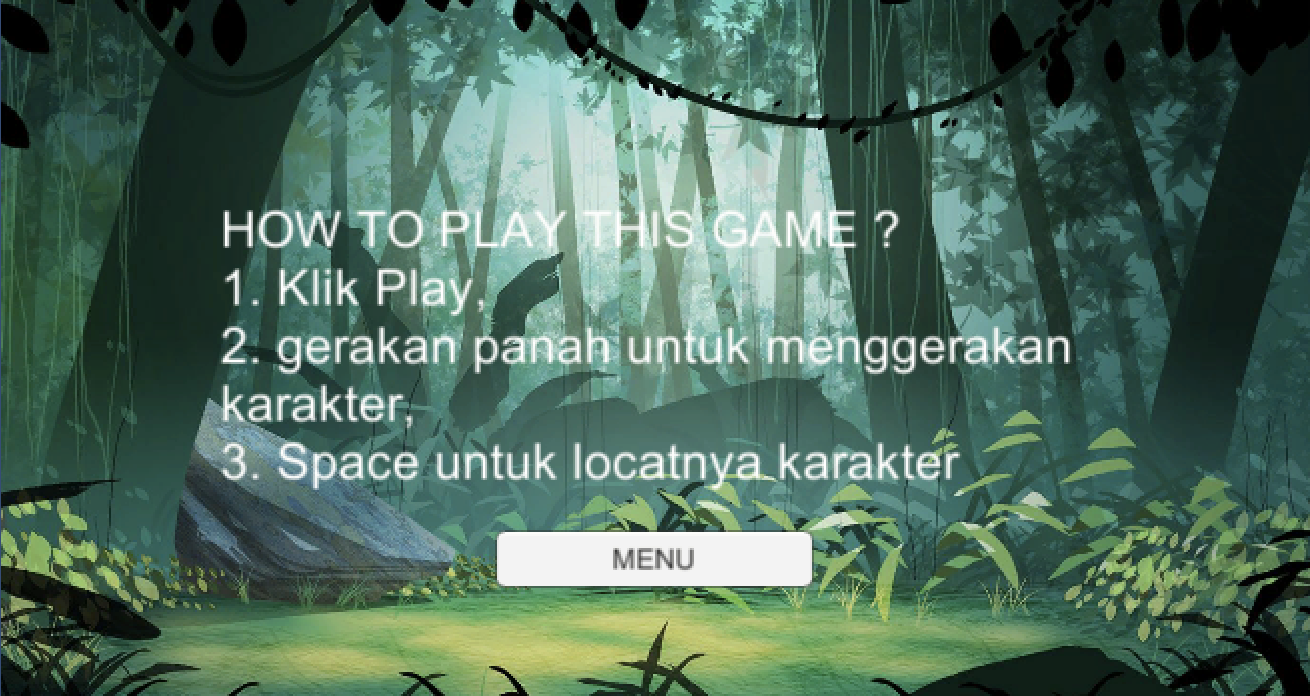 HOW TO PLAY THIS GAME ?
1. Klik Play,
2. gerakan panah untuk menggerakan
karakter,
3. Space untuk locatnya karakter
MENU